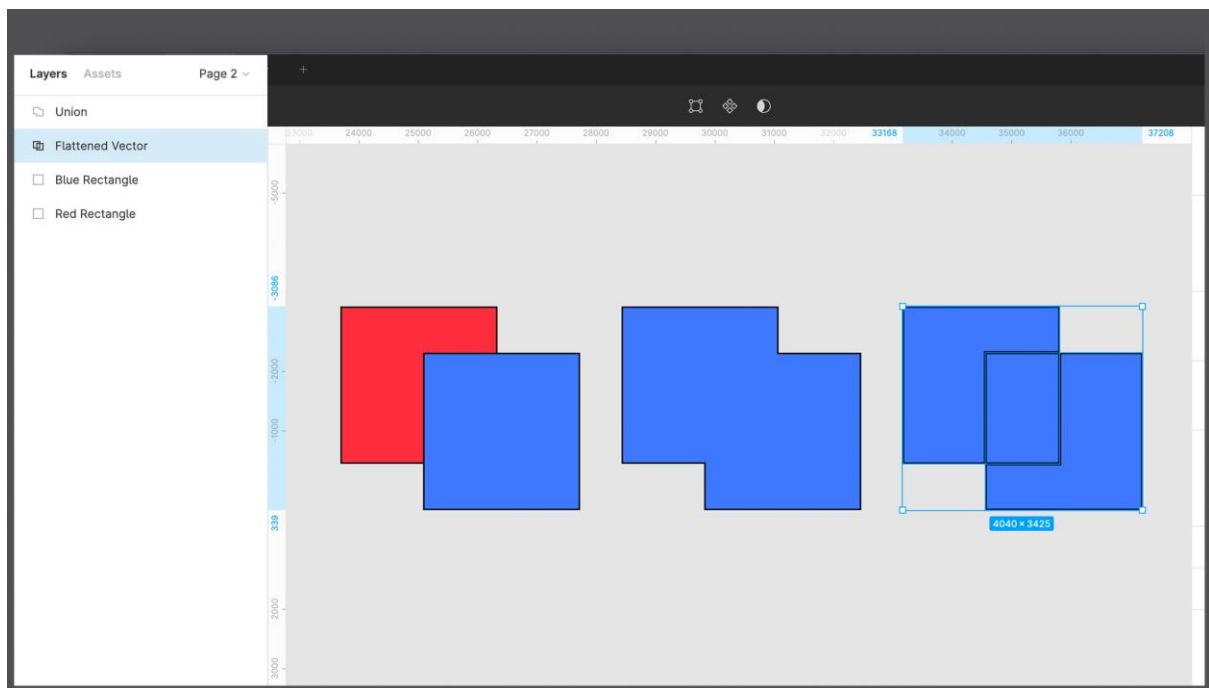 Layers Assets Page 2
+
Union
Flattened Vector
Blue Rectangle
Red Rectangle
23000 24000 25000 26000 27000 28000 29000 30000 31000 32000 33168 34000 35000 36000 37208
-5000
-3086
-2000
-1000
339
2000
3000
4040 × 3425